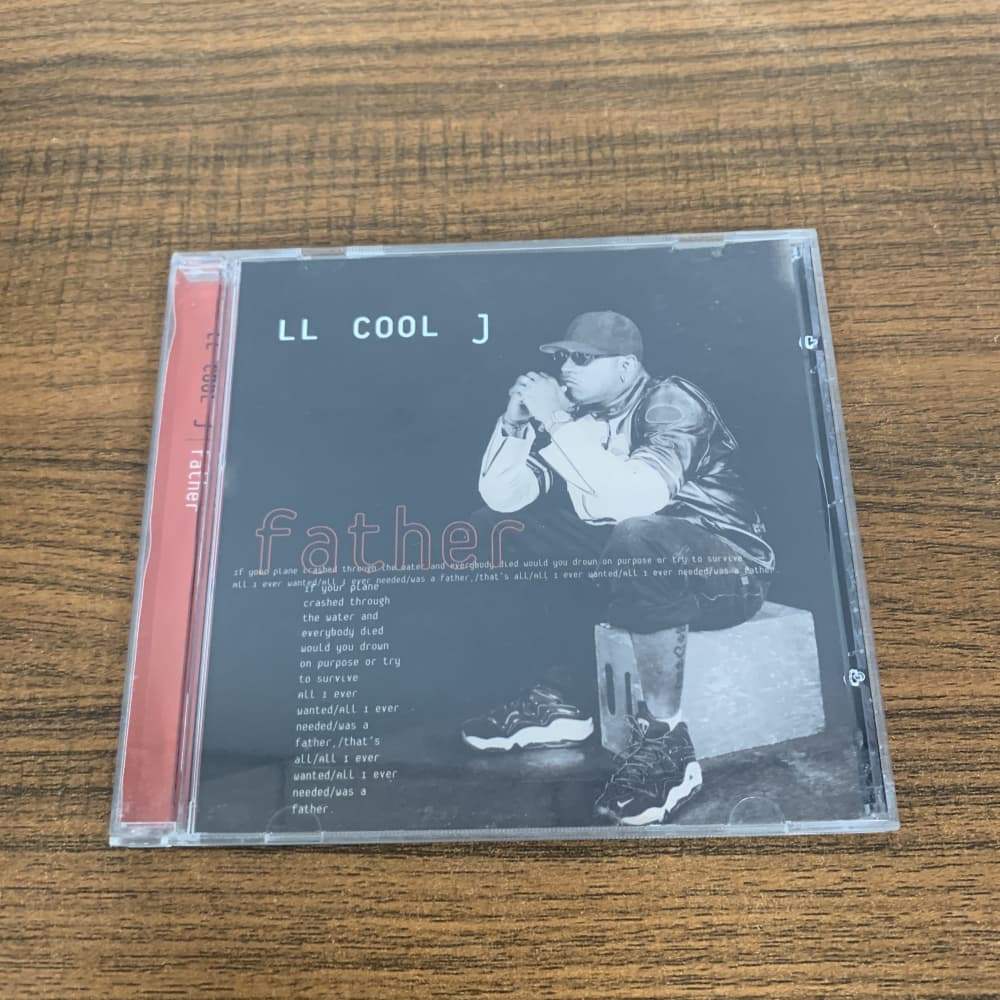 LL COOL J
LL COOL J | father
father
if your plane crashed through the water and everybody died would you drown on purpose or try to survive
All i ever wanted/All i ever needed/was a father./that's all/All i ever wanted/All i ever needed/was a father
if your plane
crashed through
the water and
everybody died
would you drown
on purpose or try
to survive
All i ever
wanted/All i ever
needed/was a
father./that's
all/All i ever
wanted/All i ever
needed/was a
father.